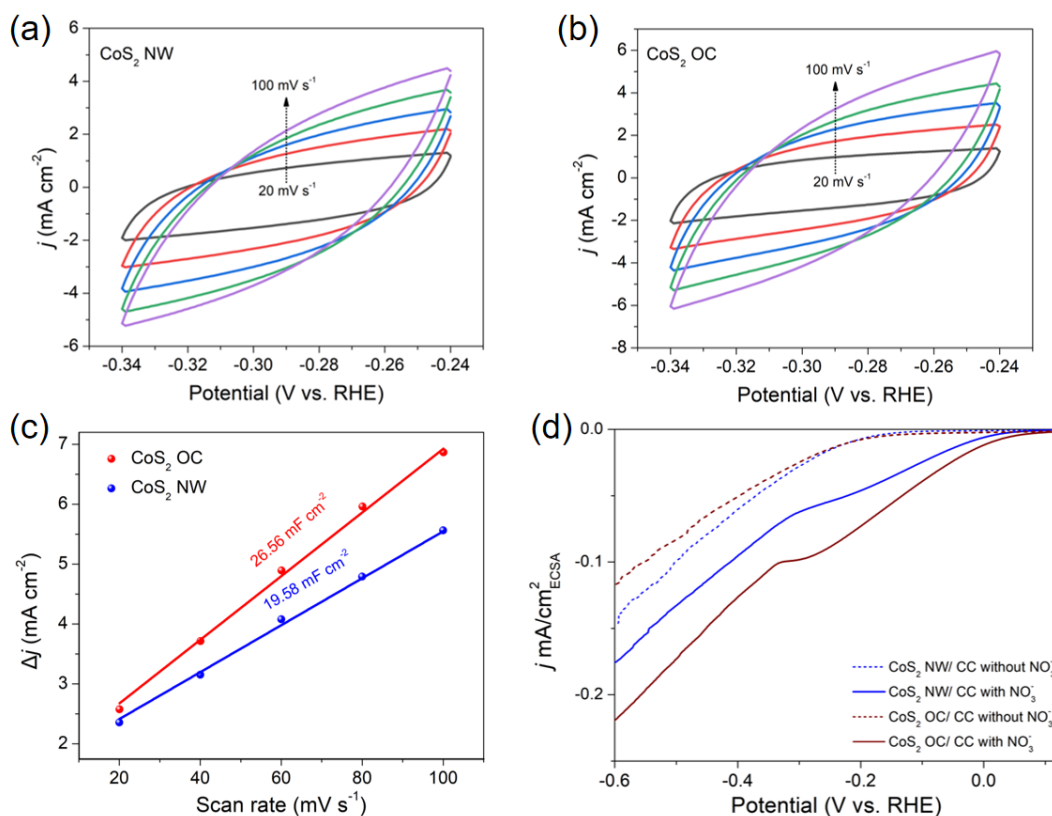 (a)
CoS₂ NW
100 mV s⁻¹
20 mV s⁻¹
j (mA cm⁻²)
6
4
2
0
-2
-4
-6
-0.34
-0.32
-0.30
-0.28
-0.26
-0.24
Potential (V vs. RHE)
(b)
CoS₂ OC
100 mV s⁻¹
20 mV s⁻¹
j (mA cm⁻²)
6
4
2
0
-2
-4
-6
-8
-0.34
-0.32
-0.30
-0.28
-0.26
-0.24
Potential (V vs. RHE)
(c)
CoS₂ OC
CoS₂ NW
26.56 mF cm⁻²
19.58 mF cm⁻²
Δj (mA cm⁻²)
7
6
5
4
3
2
20
40
60
80
100
Scan rate (mV s⁻¹)
(d)
j mA/cm²ECSA
0.0
-0.1
-0.2
CoS₂ NW/ CC without NO₃⁻
CoS₂ NW/ CC with NO₃⁻
CoS₂ OC/ CC without NO₃⁻
CoS₂ OC/ CC with NO₃⁻
-0.6
-0.4
-0.2
0.0
Potential (V vs. RHE)